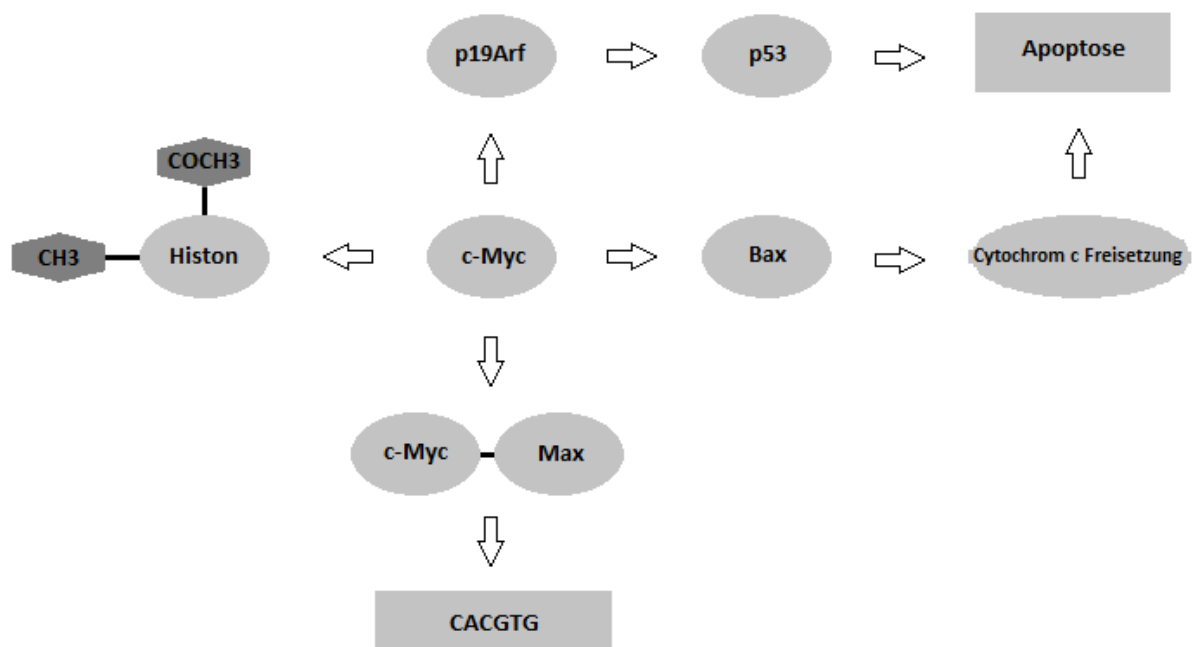 p19Arf
p53
Apoptose
COCH3
CH3
Histon
c-Myc
Bax
Cytochrom c Freisetzung
c-Myc
Max
CACGTG